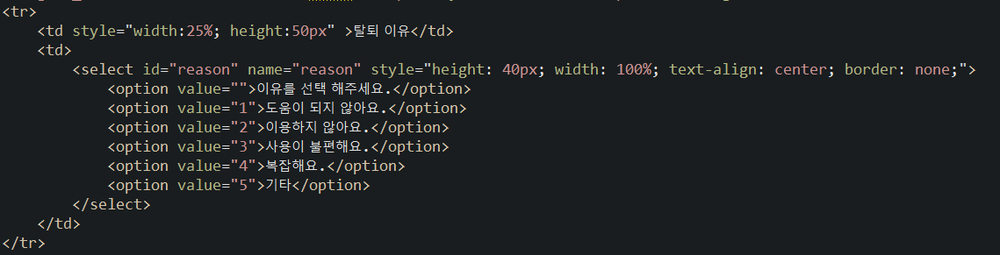 <tr>
    <td style="width:25%; height:50px" >탈퇴 이유</td>
    <td>
        <select id="reason" name="reason" style="height: 40px; width: 100%; text-align: center; border: none;">
            <option value="">이유를 선택 해주세요.</option>
            <option value="1">도움이 되지 않아요.</option>
            <option value="2">이용하지 않아요.</option>
            <option value="3">사용이 불편해요.</option>
            <option value="4">복잡해요.</option>
            <option value="5">기타</option>
        </select>
    </td>
</tr>